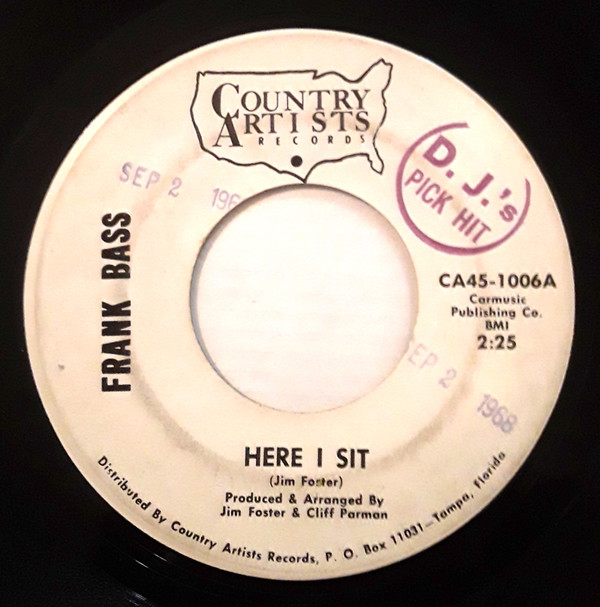 COUNTRY
ARTISTS
RECORDS
D. J.'s
PICK HIT
SEP 2 196
FRANK BASS
CA45-1006A
Carmusic
Publishing Co.
BMI
2:25
SEP 2 1968
HERE I SIT
(Jim Foster)
Produced & Arranged By
Jim Foster & Cliff Parman
Distributed By Country Artists Records, P. O. Box 11031—Tampa, Florida